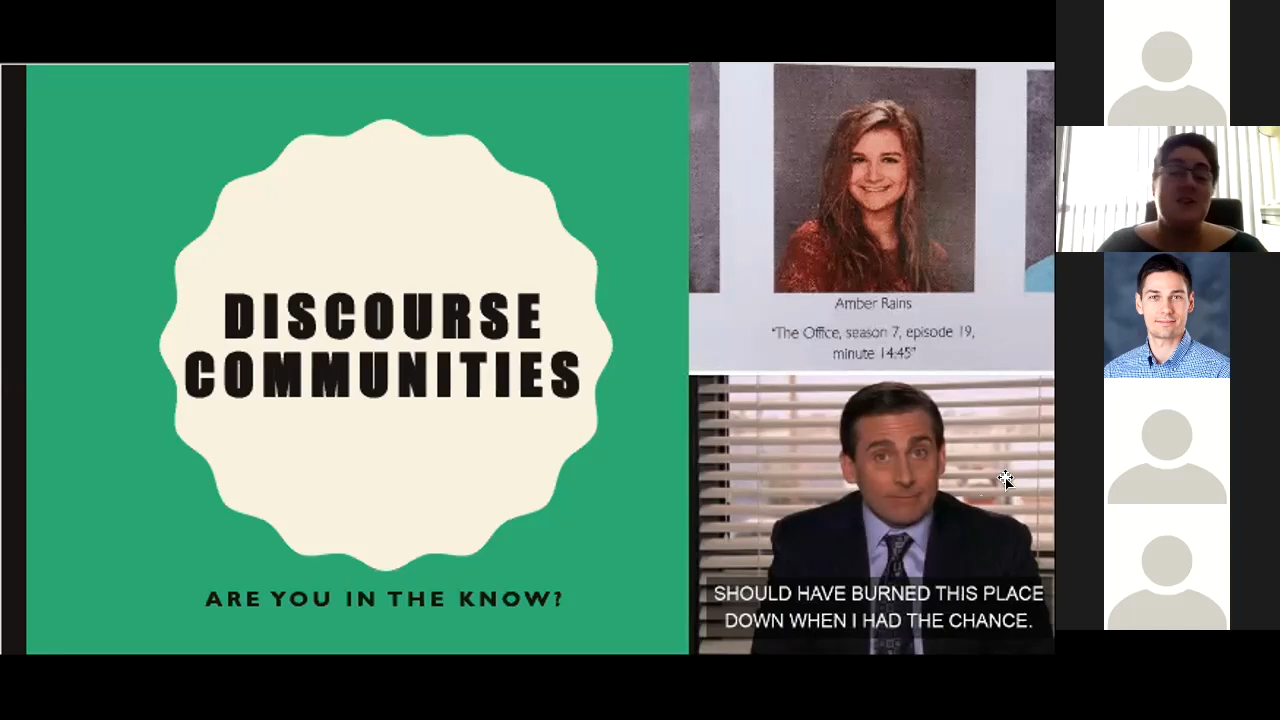 DISCOURSE
COMMUNITIES
ARE YOU IN THE KNOW?
Amber Rains
"The Office, season 7, episode 19,
minute 14:45"
SHOULD HAVE BURNED THIS PLACE
DOWN WHEN I HAD THE CHANCE.